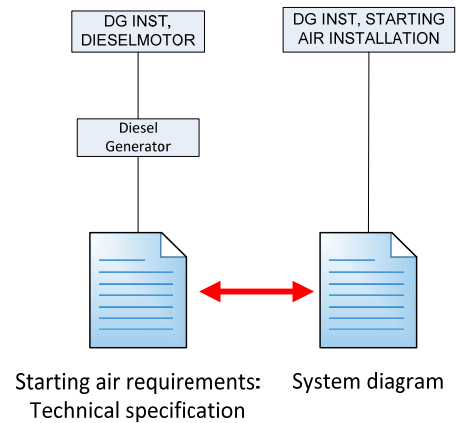 DG INST,
DIESELMOTOR
DG INST, STARTING
AIR INSTALLATION
Diesel
Generator
Starting air requirements:
Technical specification
System diagram